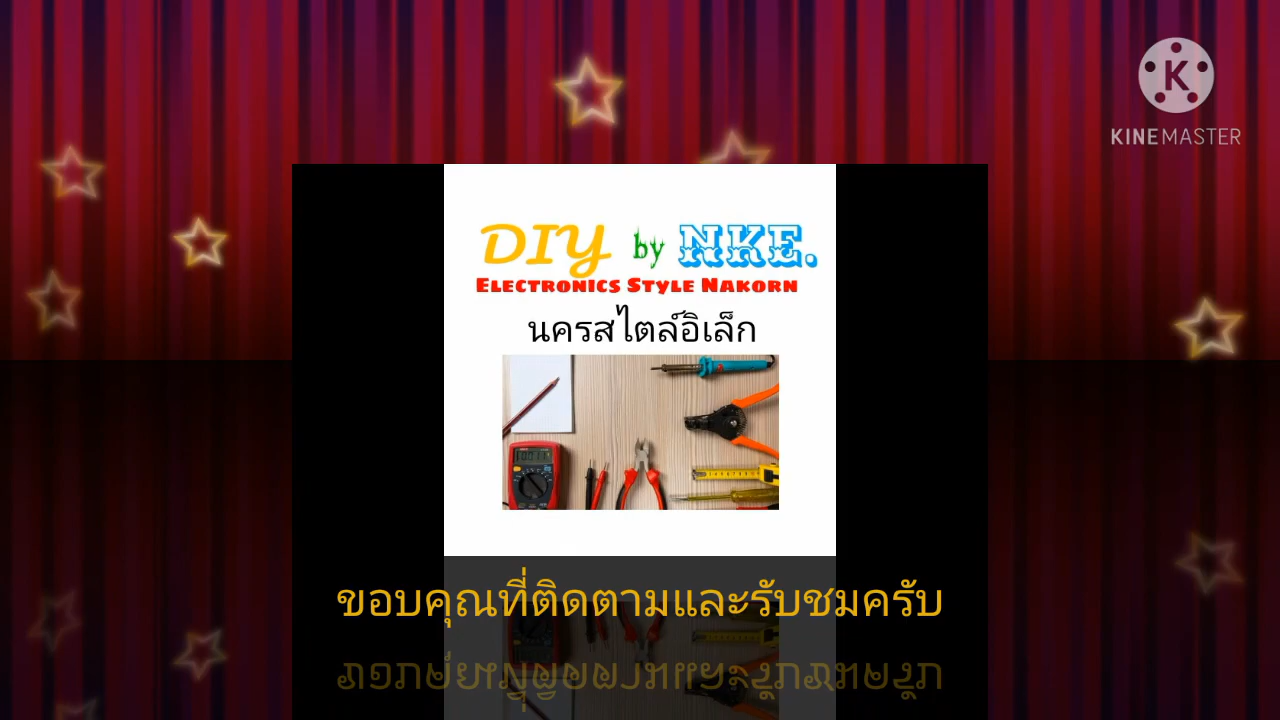 K
KINEMASTER
DIY by NKE.
Electronics Style Nakorn
นครสไตล์อิเล็ก
ขอบคุณที่ติดตามและรับชมครับ